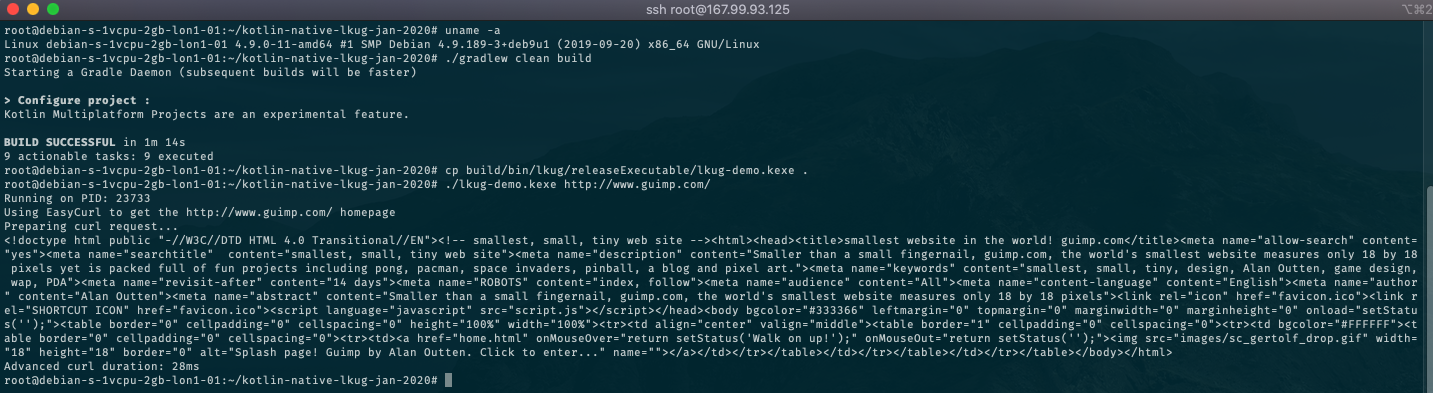 ssh root@167.99.93.125
⌥⌘2
root@debian-s-1vcpu-2gb-lon1-01:~/kotlin-native-lkug-jan-2020# uname -a
Linux debian-s-1vcpu-2gb-lon1-01 4.9.0-11-amd64 #1 SMP Debian 4.9.189-3+deb9u1 (2019-09-20) x86_64 GNU/Linux
root@debian-s-1vcpu-2gb-lon1-01:~/kotlin-native-lkug-jan-2020# ./gradlew clean build
Starting a Gradle Daemon (subsequent builds will be faster)
> Configure project :
Kotlin Multiplatform Projects are an experimental feature.
BUILD SUCCESSFUL in 1m 14s
9 actionable tasks: 9 executed
root@debian-s-1vcpu-2gb-lon1-01:~/kotlin-native-lkug-jan-2020# cp build/bin/lkug/releaseExecutable/lkug-demo.kexe .
root@debian-s-1vcpu-2gb-lon1-01:~/kotlin-native-lkug-jan-2020# ./lkug-demo.kexe http://www.guimp.com/
Running on PID: 23733
Using EasyCurl to get the http://www.guimp.com/ homepage
Preparing curl request...
<!doctype html public "-//W3C//DTD HTML 4.0 Transitional//EN"><!-- smallest, small, tiny web site --><html><head><title>smallest website in the world! guimp.com</title><meta name="allow-search" content=
"yes"><meta name="searchtitle"  content="smallest, small, tiny web site"><meta name="description" content="Smaller than a small fingernail, guimp.com, the world's smallest website measures only 18 by 18
 pixels yet is packed full of fun projects including pong, pacman, space invaders, pinball, a blog and pixel art."><meta name="keywords" content="smallest, small, tiny, design, Alan Outten, game design,
 wap, PDA"><meta name="revisit-after" content="14 days"><meta name="ROBOTS" content="index, follow"><meta name="audience" content="All"><meta name="content-language" content="English"><meta name="author
" content="Alan Outten"><meta name="abstract" content="Smaller than a small fingernail, guimp.com, the world's smallest website measures only 18 by 18 pixels"><link rel="icon" href="favicon.ico"><link r
el="SHORTCUT ICON" href="favicon.ico"><script language="javascript" src="script.js"></script></head><body bgcolor="#333366" leftmargin="0" topmargin="0" marginwidth="0" marginheight="0" onload="setStatu
s('');"><table border="0" cellpadding="0" cellspacing="0" height="100%" width="100%"><tr><td align="center" valign="middle"><table border="1" cellpadding="0" cellspacing="0"><tr><td bgcolor="#FFFFFF"><t
able border="0" cellpadding="0" cellspacing="0"><tr><td><a href="home.html" onMouseOver="return setStatus('Walk on up!');" onMouseOut="return setStatus('');"><img src="images/sc_gertolf_drop.gif" width=
"18" height="18" border="0" alt="Splash page! Guimp by Alan Outten. Click to enter..." name=""></a></td></tr></table></td></tr></table></td></tr></table></body></html>
Advanced curl duration: 28ms
root@debian-s-1vcpu-2gb-lon1-01:~/kotlin-native-lkug-jan-2020#